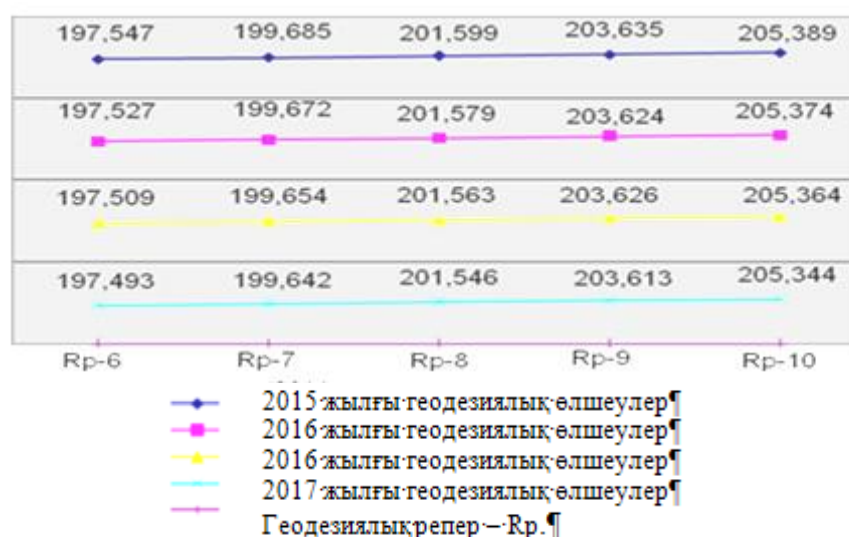 197,547 199,685 201,599 203,635 205,389
197,527 199,672 201,579 203,624 205,374
197,509 199,654 201,563 203,626 205,364
197,493 199,642 201,546 203,613 205,344
Rp-6 Rp-7 Rp-8 Rp-9 Rp-10
2015·жылғы·геодезиялық·өлшеулер¶
2016·жылғы·геодезиялық·өлшеулер¶
2016·жылғы·геодезиялық·өлшеулер¶
2017·жылғы·геодезиялық·өлшеулер¶
Геодезиялық·репер·–·Rp.¶